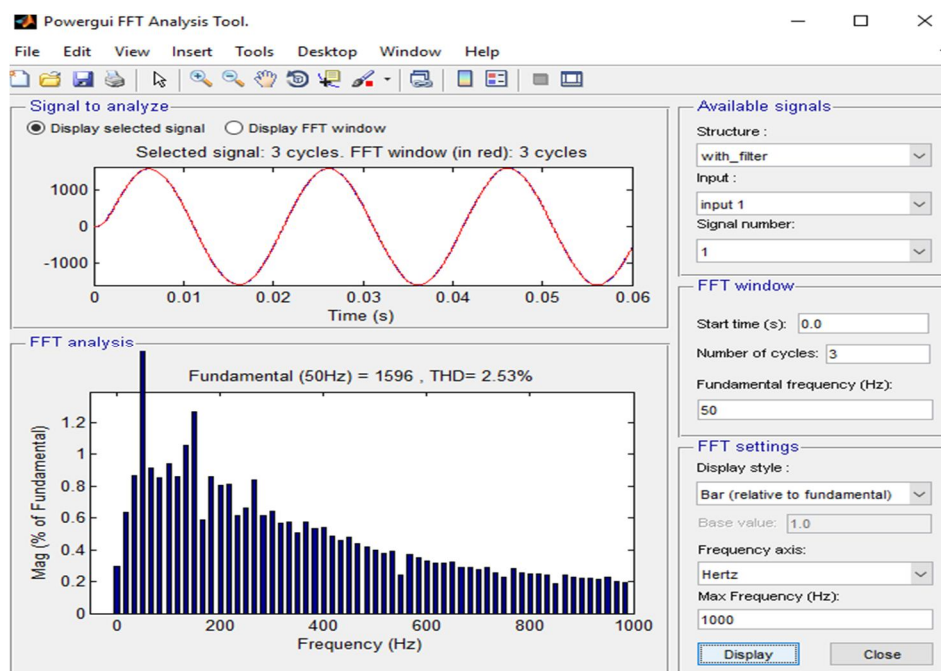 Powergui FFT Analysis Tool.
File Edit View Insert Tools Desktop Window Help
Signal to analyze
Display selected signal Display FFT window
Selected signal: 3 cycles. FFT window (in red): 3 cycles
1000
0
-1000
0 0.01 0.02 0.03 0.04 0.05 0.06
Time (s)
FFT analysis
Fundamental (50Hz) = 1596 , THD= 2.53%
Mag (% of Fundamental)
1.2
1
0.8
0.6
0.4
0.2
0
0 200 400 600 800 1000
Frequency (Hz)
Available signals
Structure :
with_filter
Input :
input 1
Signal number:
1
FFT window
Start time (s): 0.0
Number of cycles: 3
Fundamental frequency (Hz):
50
FFT settings
Display style :
Bar (relative to fundamental)
Base value: 1.0
Frequency axis:
Hertz
Max Frequency (Hz):
1000
Display Close